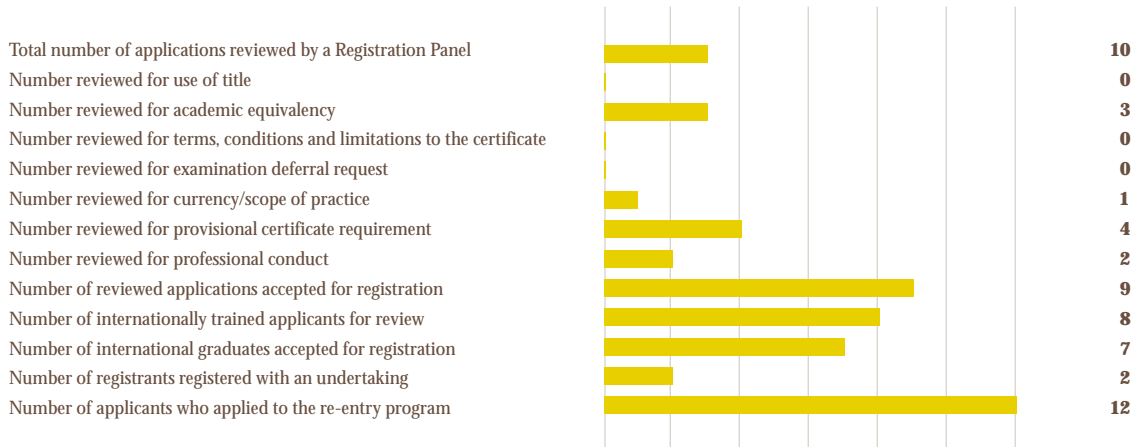 Total number of applications reviewed by a Registration Panel 10
Number reviewed for use of title 0
Number reviewed for academic equivalency 3
Number reviewed for terms, conditions and limitations to the certificate 0
Number reviewed for examination deferral request 0
Number reviewed for currency/scope of practice 1
Number reviewed for provisional certificate requirement 4
Number reviewed for professional conduct 2
Number of reviewed applications accepted for registration 9
Number of internationally trained applicants for review 8
Number of international graduates accepted for registration 7
Number of registrants registered with an undertaking 2
Number of applicants who applied to the re-entry program 12